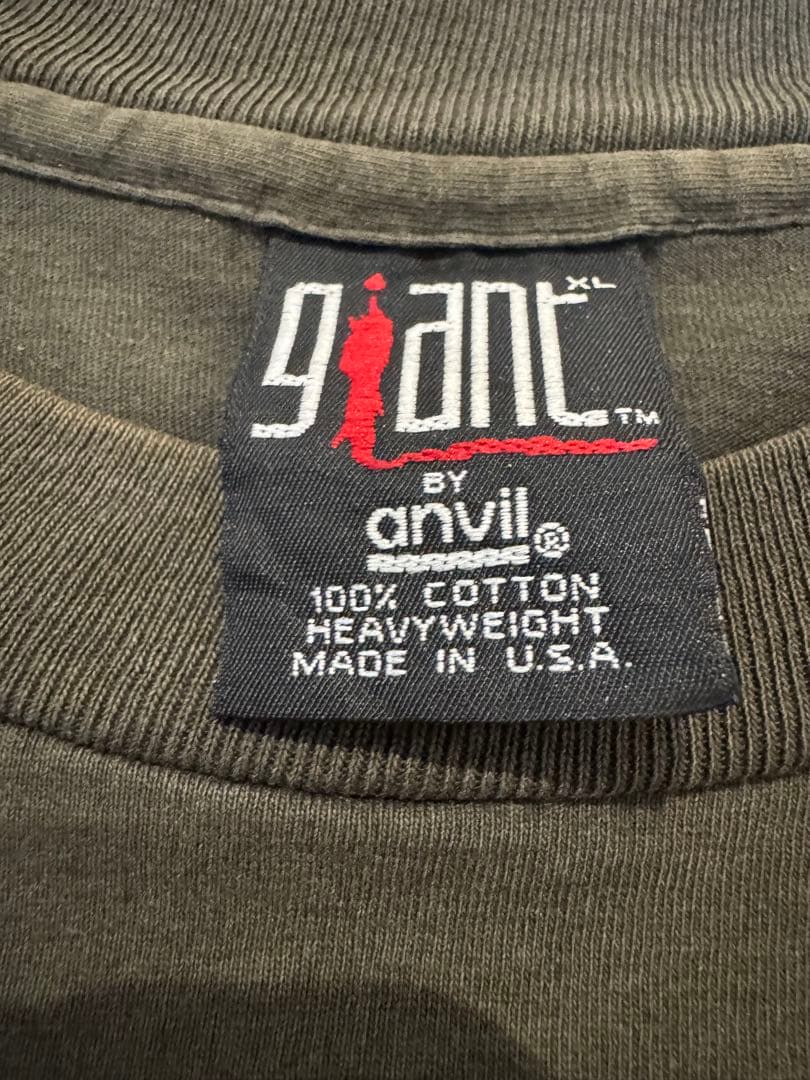 giant XL TM
BY
anvil®
100% COTTON
HEAVYWEIGHT
MADE IN U.S.A.